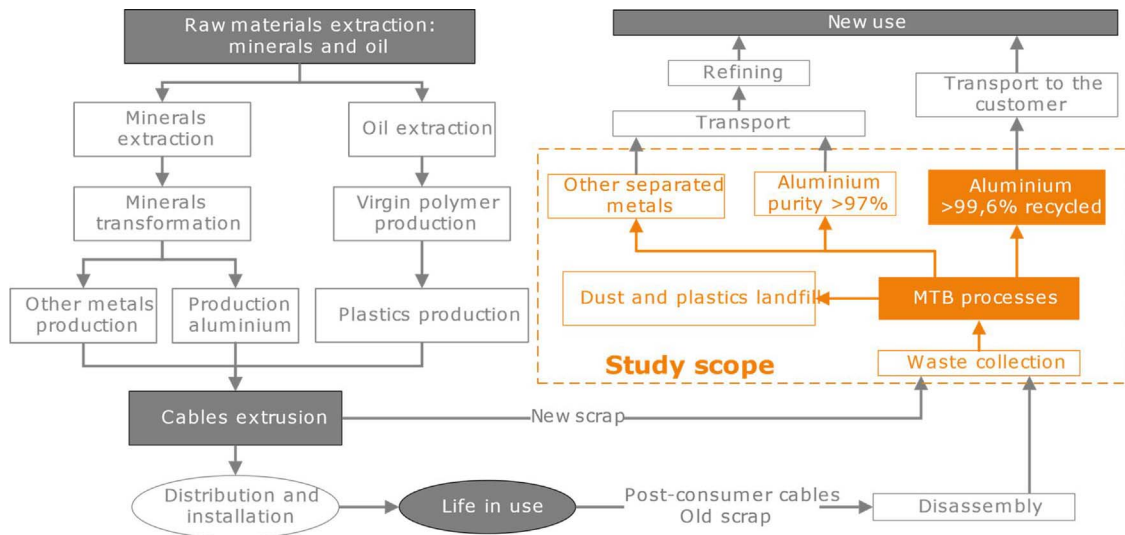 Raw materials extraction:
minerals and oil
Minerals
extraction
Oil extraction
Minerals
transformation
Virgin polymer
production
Other metals
production
Production
aluminium
Plastics production
Cables extrusion
New scrap
Distribution and
installation
Life in use
Post-consumer cables
Old scrap
Disassembly
New use
Refining
Transport to the
customer
Transport
Other separated
metals
Aluminium
purity >97%
Aluminium
>99,6% recycled
Dust and plastics landfill
MTB processes
Study scope
Waste collection